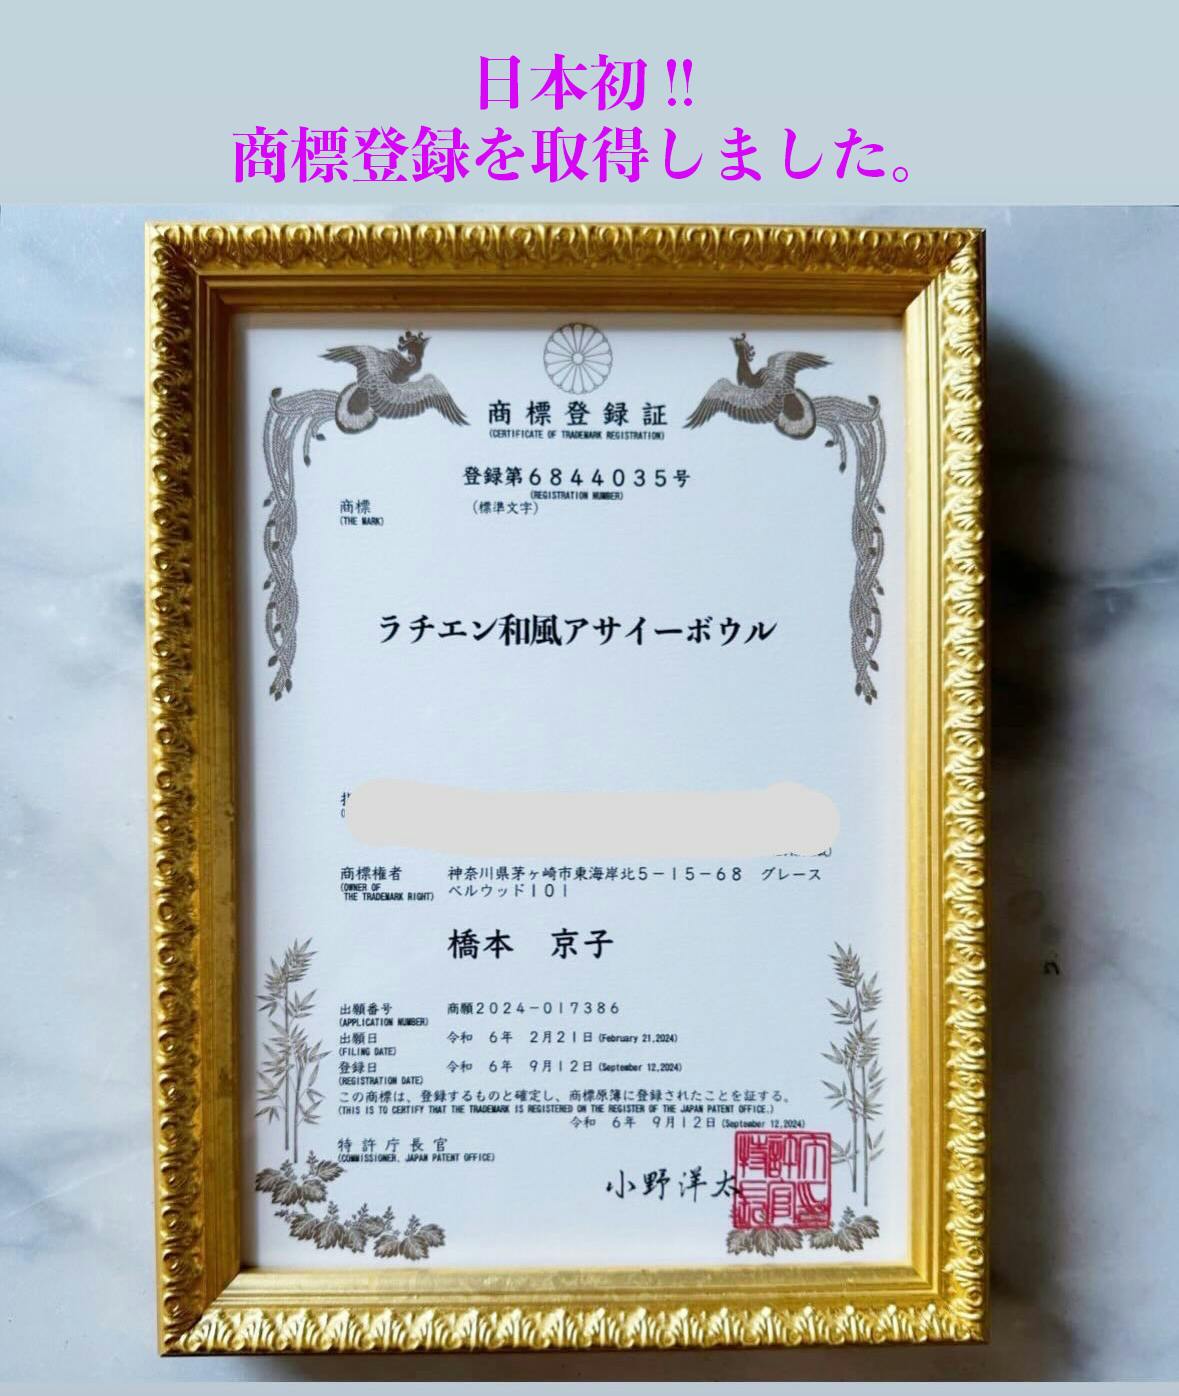 日本初!!
商標登録を取得しました。
商標登録証
(CERTIFICATE OF TRADEMARK REGISTRATION)
登録第6844035号
(REGISTRATION NUMBER)
商標
(標準文字)
(THE MARK)
ラチエン和風アサイーボウル
商標権者 神奈川県茅ヶ崎市東海岸北5-15-68 グレース
(OWNER OF ベルウッド101
THE TRADEMARK RIGHT)
橋本 京子
出願番号 商願2024-017386
(APPLICATION NUMBER)
出願日 令和 6年 2月21日(February 21,2024)
(FILING DATE)
登録日 令和 6年 9月12日(September 12,2024)
(REGISTRATION DATE)
この商標は、登録するものと確定し、商標原簿に登録されたことを証する。
(THIS IS TO CERTIFY THAT THE TRADEMARK IS REGISTERED ON THE REGISTER OF THE JAPAN PATENT OFFICE.)
令和 6年 9月12日(September 12,2024)
特許庁長官
(COMMISSIONER, JAPAN PATENT OFFICE)
小野洋太